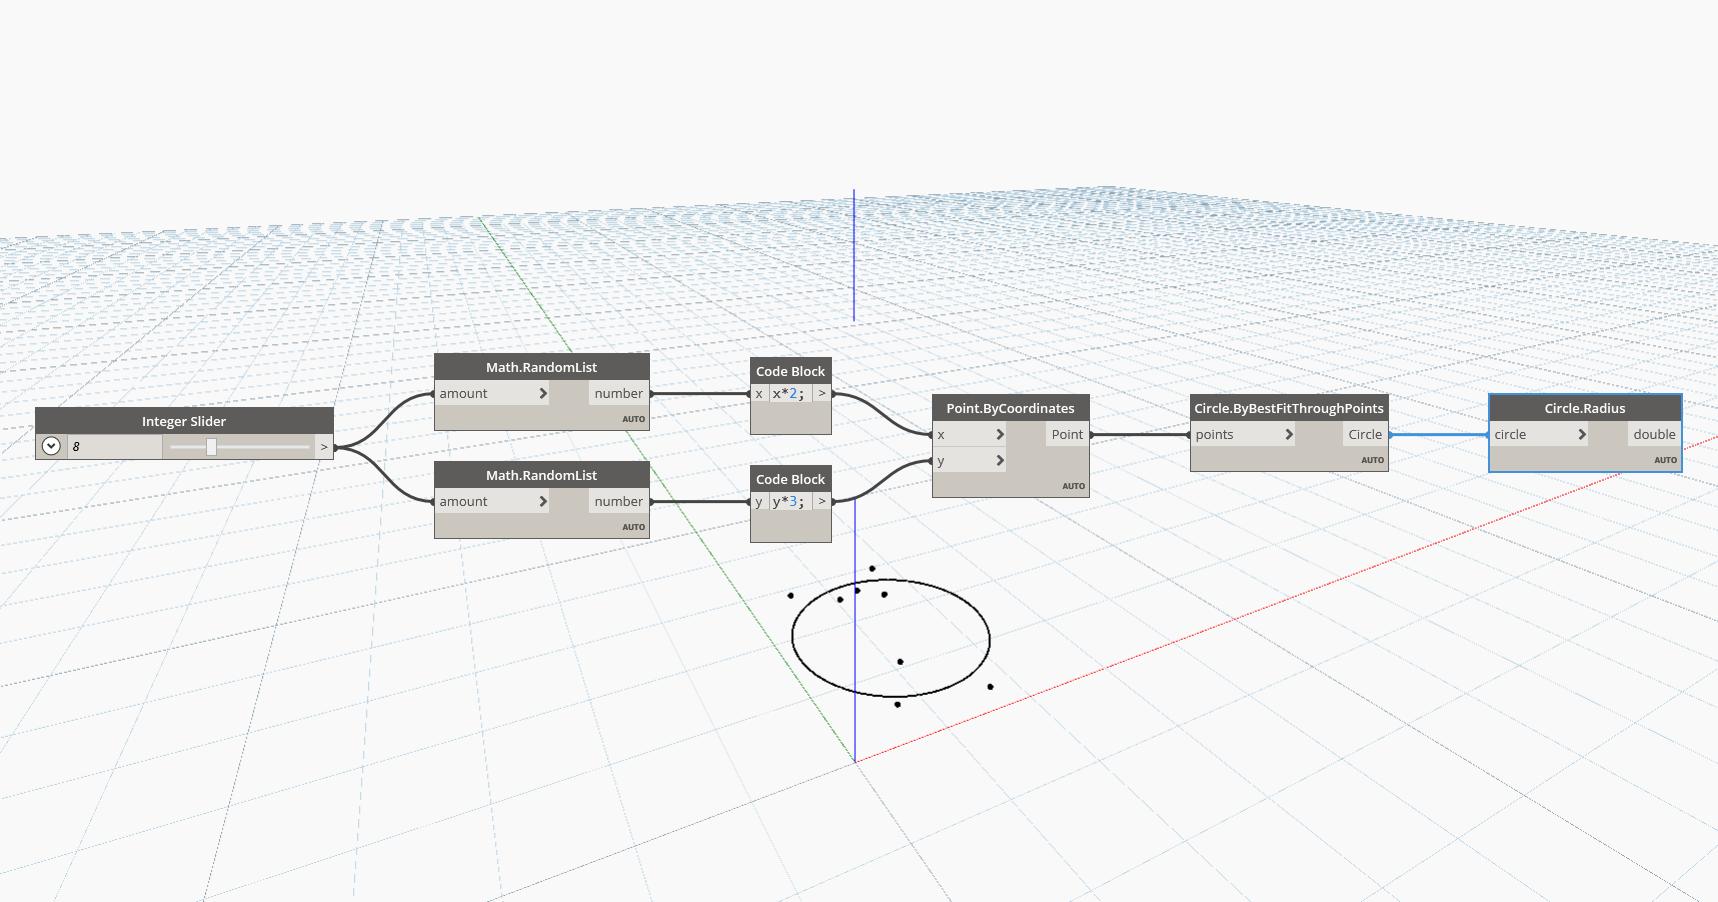 Integer Slider
8
>
Math.RandomList
amount > number
AUTO
Math.RandomList
amount > number
AUTO
Code Block
x x*2; >
Code Block
y y*3; >
Point.ByCoordinates
x > Point
y >
AUTO
Circle.ByBestFitThroughPoints
points > Circle
AUTO
Circle.Radius
circle > double
AUTO